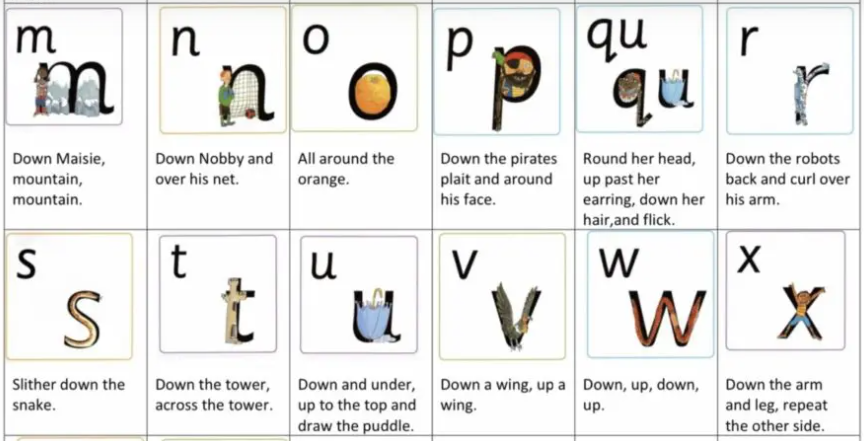 m
m
Down Maisie,
mountain,
mountain.
n
n
Down Nobby and
over his net.
o
o
All around the
orange.
p
p
Down the pirates
plait and around
his face.
qu
qu
Round her head,
up past her
earring, down her
hair,and flick.
r
r
Down the robots
back and curl over
his arm.
s
s
Slither down the
snake.
t
t
Down the tower,
across the tower.
u
u
Down and under,
up to the top and
draw the puddle.
v
v
Down a wing, up a
wing.
w
w
Down, up, down,
up.
x
x
Down the arm
and leg, repeat
the other side.